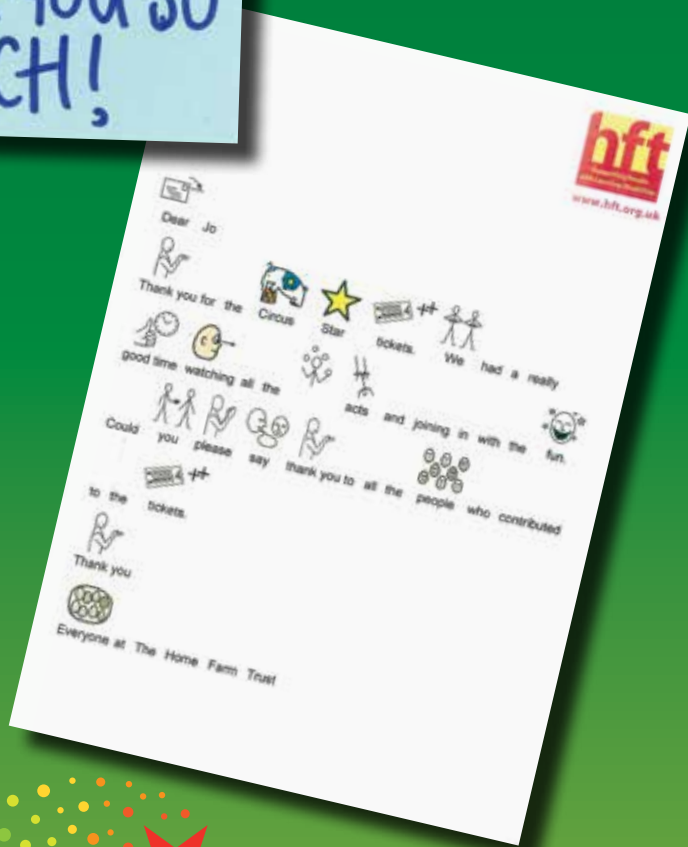 YOU SO
CH!
hft
www.hft.org.uk
Dear Jo
Thank you for the Circus Star tickets. We had a really
good time watching all the acts and joining in with the fun.
Could you please say thank you to all the people who contributed
to the tickets.
Thank you
Everyone at The Home Farm Trust